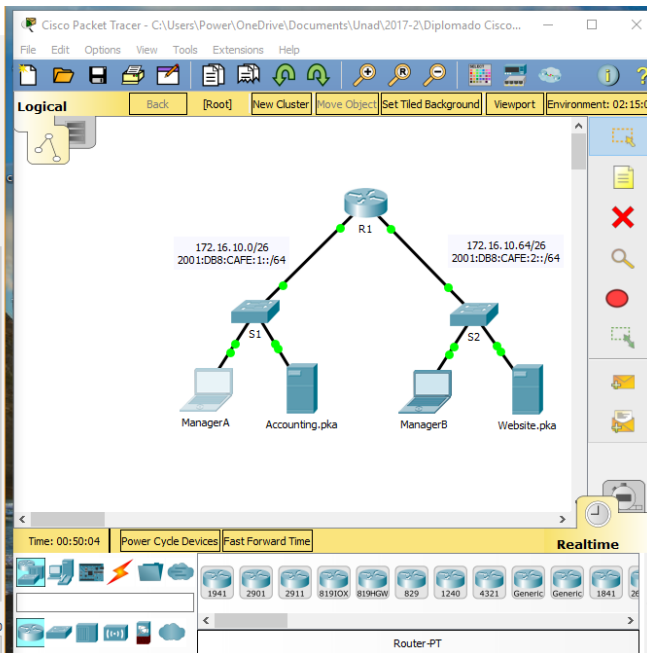 Cisco Packet Tracer - C:\Users\Power\OneDrive\Documents\Unad\2017-2\Diplomado Cisco...
File Edit Options View Tools Extensions Help
Logical Back [Root] New Cluster Move Object Set Tiled Background Viewport Environment: 02:15:0
R1
172.16.10.0/26
2001:DB8:CAFE:1::/64
172.16.10.64/26
2001:DB8:CAFE:2::/64
S1
S2
ManagerA Accounting.pka ManagerB Website.pka
Time: 00:50:04 Power Cycle Devices Fast Forward Time
Realtime
1941 2901 2911 819IOX 819HGW 829 1240 4321 Generic Generic 1841
Router-PT